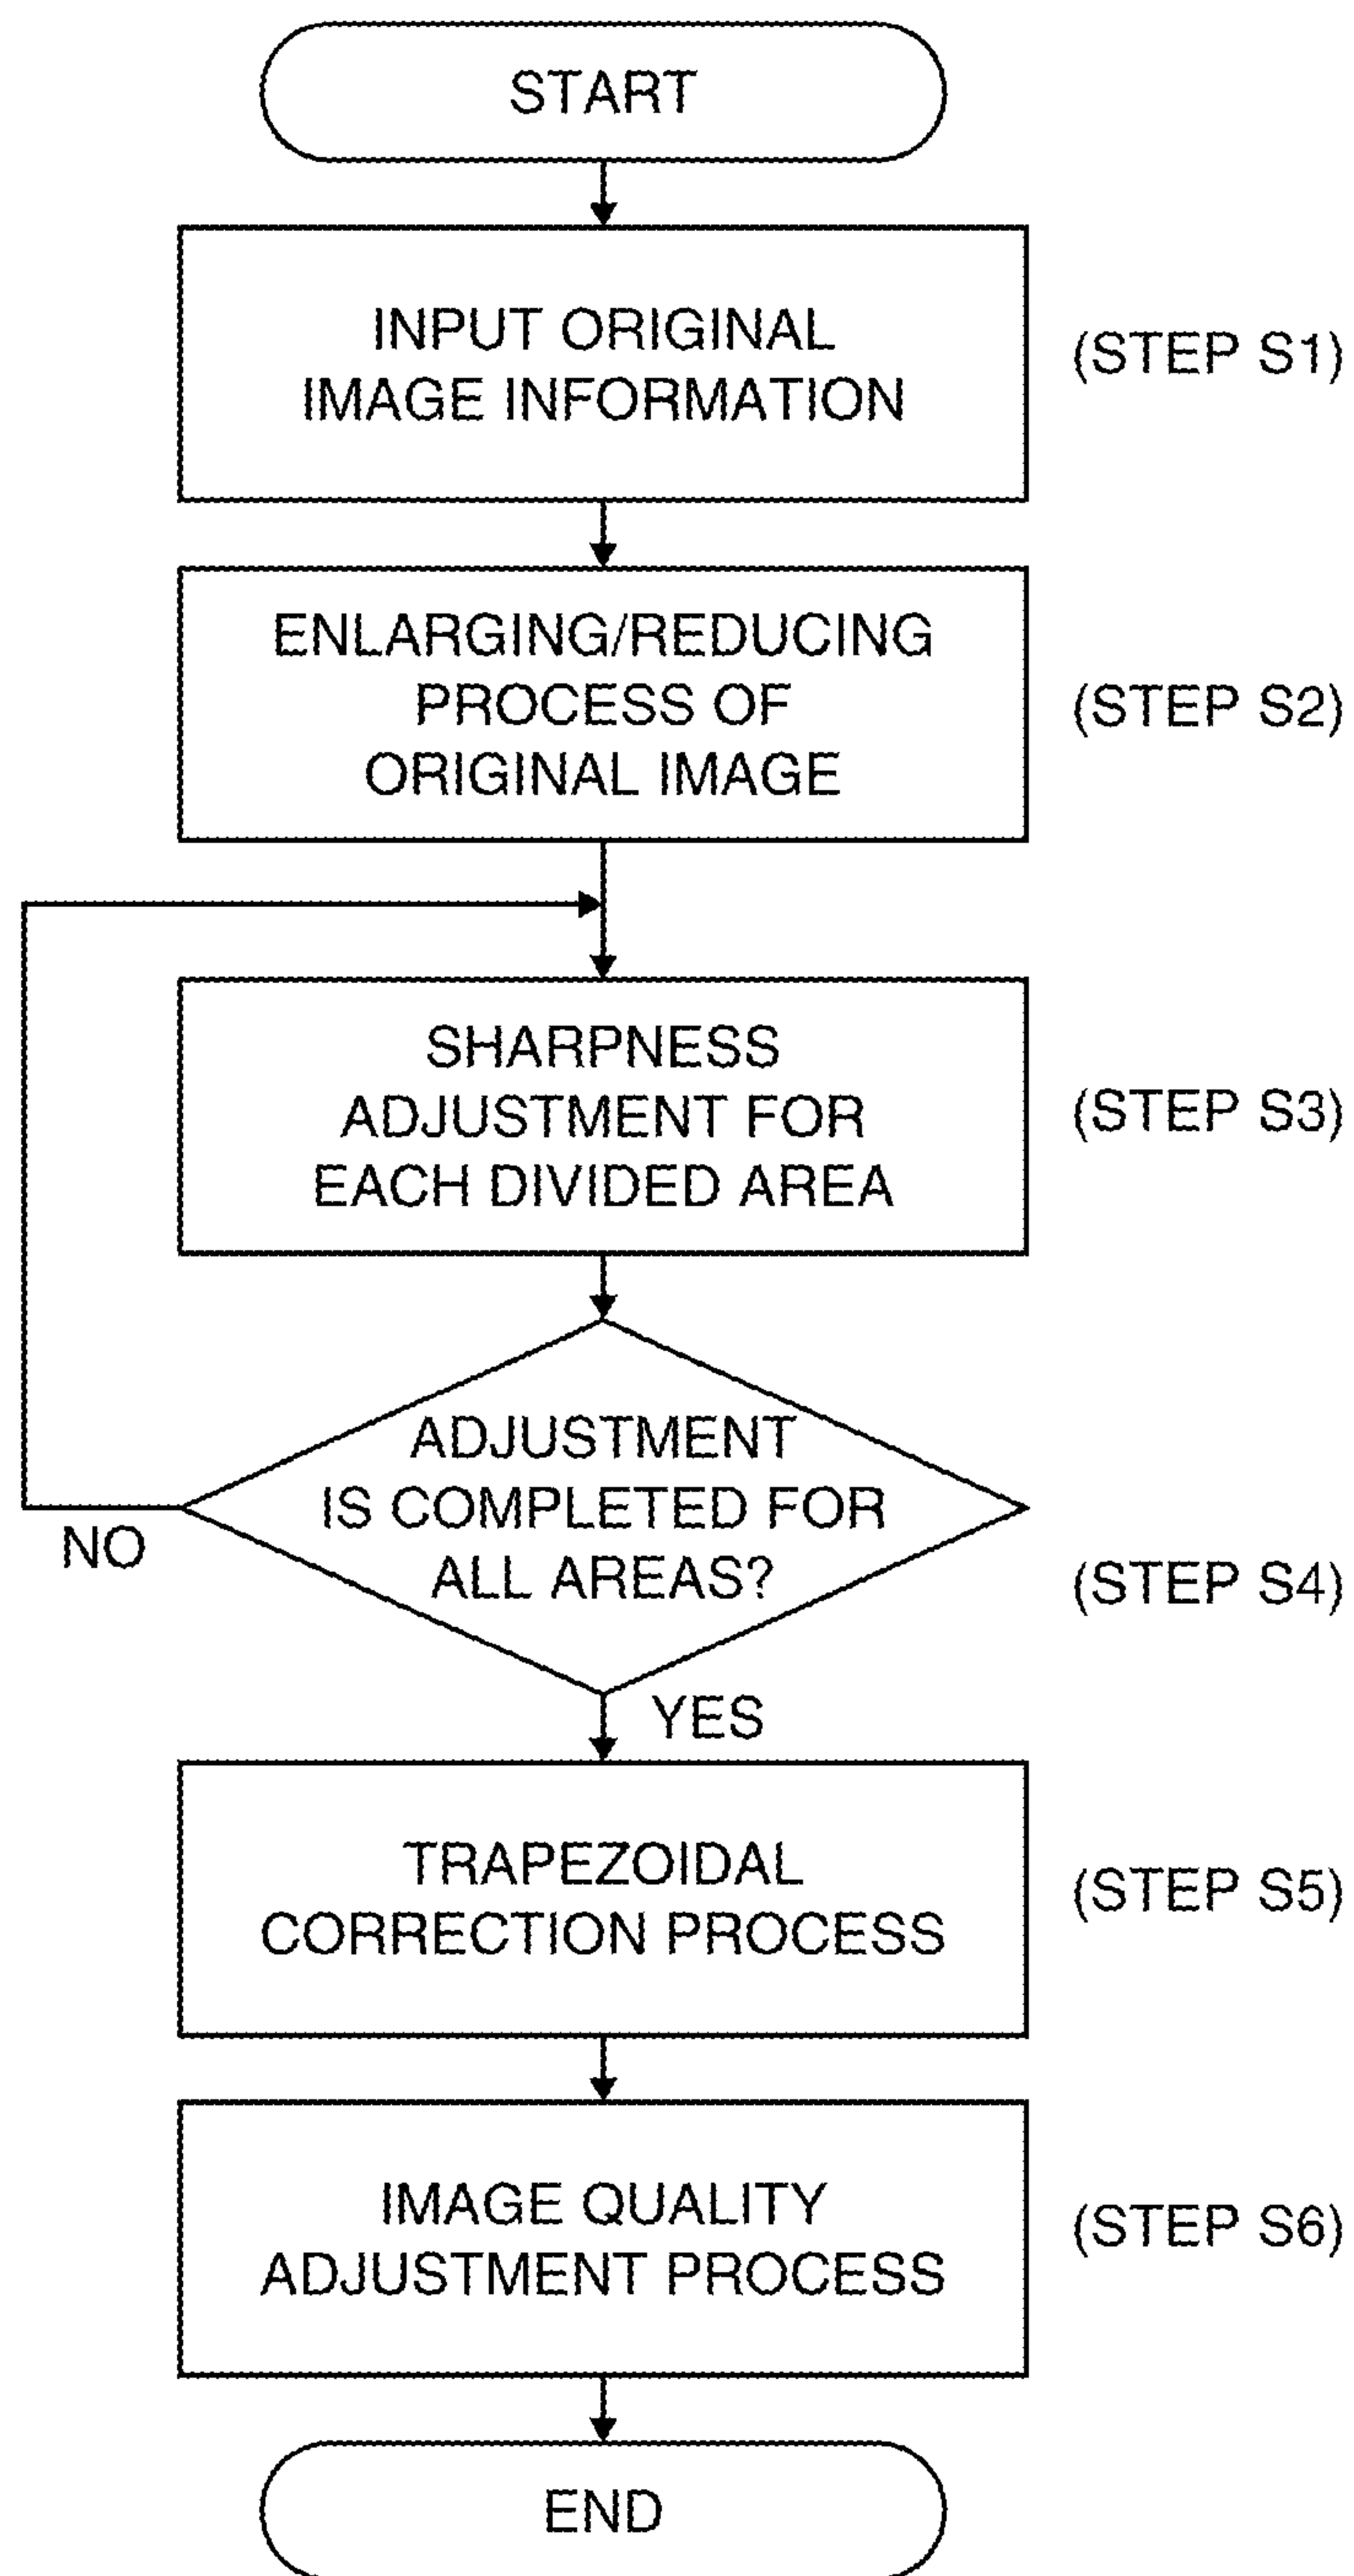 START
INPUT ORIGINAL
IMAGE INFORMATION
(STEP S1)
ENLARGING/REDUCING
PROCESS OF
ORIGINAL IMAGE
(STEP S2)
SHARPNESS
ADJUSTMENT FOR
EACH DIVIDED AREA
(STEP S3)
ADJUSTMENT
IS COMPLETED FOR
ALL AREAS?
NO
(STEP S4)
YES
TRAPEZOIDAL
CORRECTION PROCESS
(STEP S5)
IMAGE QUALITY
ADJUSTMENT PROCESS
(STEP S6)
END